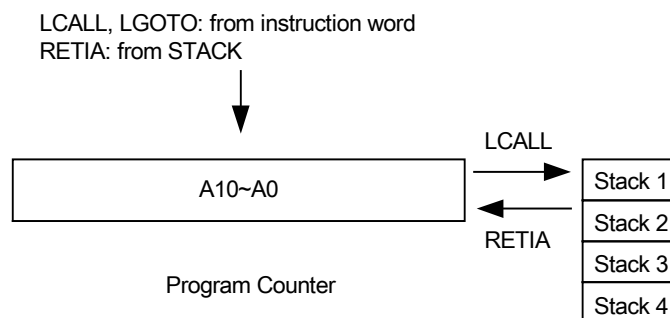 LCALL, LGOTO: from instruction word
RETIA: from STACK
LCALL
A10~A0
RETIA
Stack 1
Stack 2
Stack 3
Stack 4
Program Counter